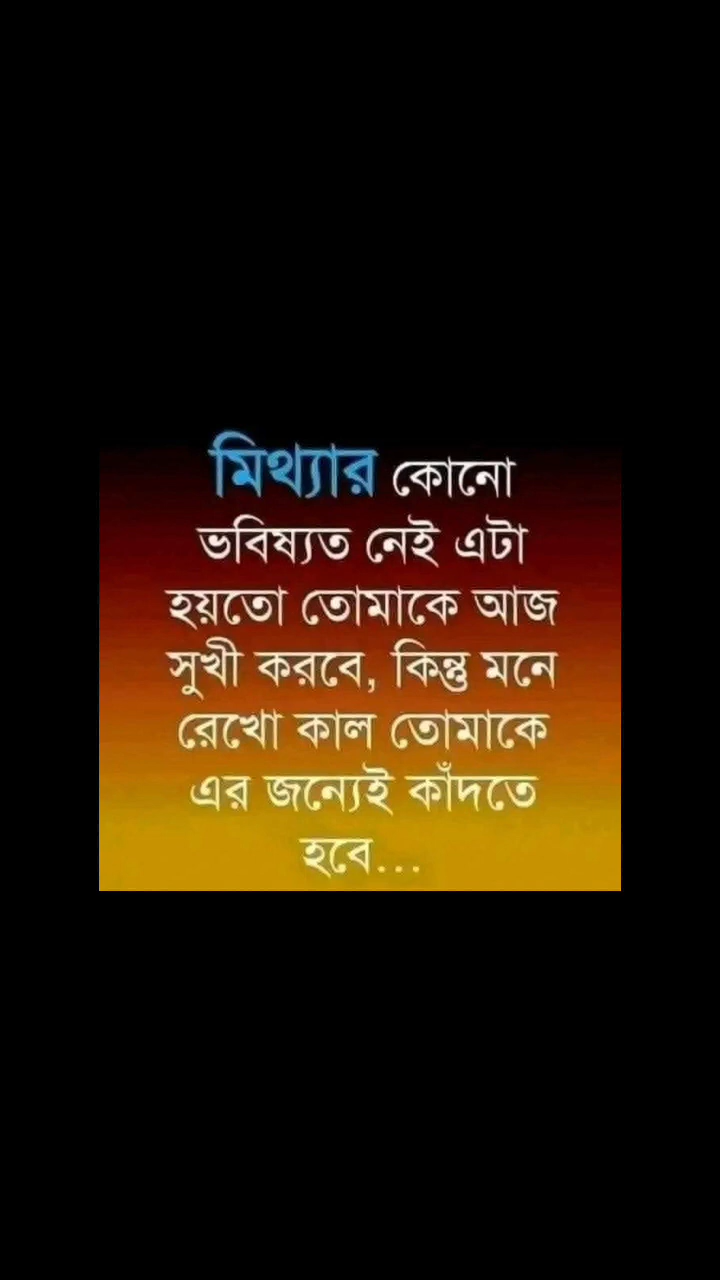 মিথ্যার কোনো
ভবিষ্যত নেই এটা
হয়তো তোমাকে আজ
সুখী করবে, কিন্তু মনে
রেখো কাল তোমাকে
এর জন্যেই কাঁদতে
হবে...